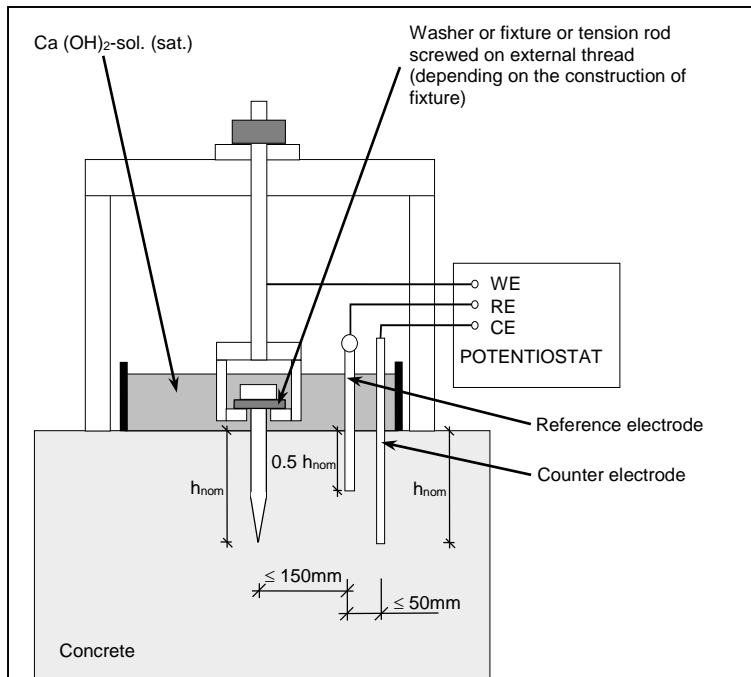 Ca (OH)2-sol. (sat.)
Washer or fixture or tension rod
screwed on external thread
(depending on the construction of
fixture)
WE
RE
CE
POTENTIOSTAT
Reference electrode
0.5 hnom
Counter electrode
hnom
hnom
≤ 150mm
≤ 50mm
Concrete